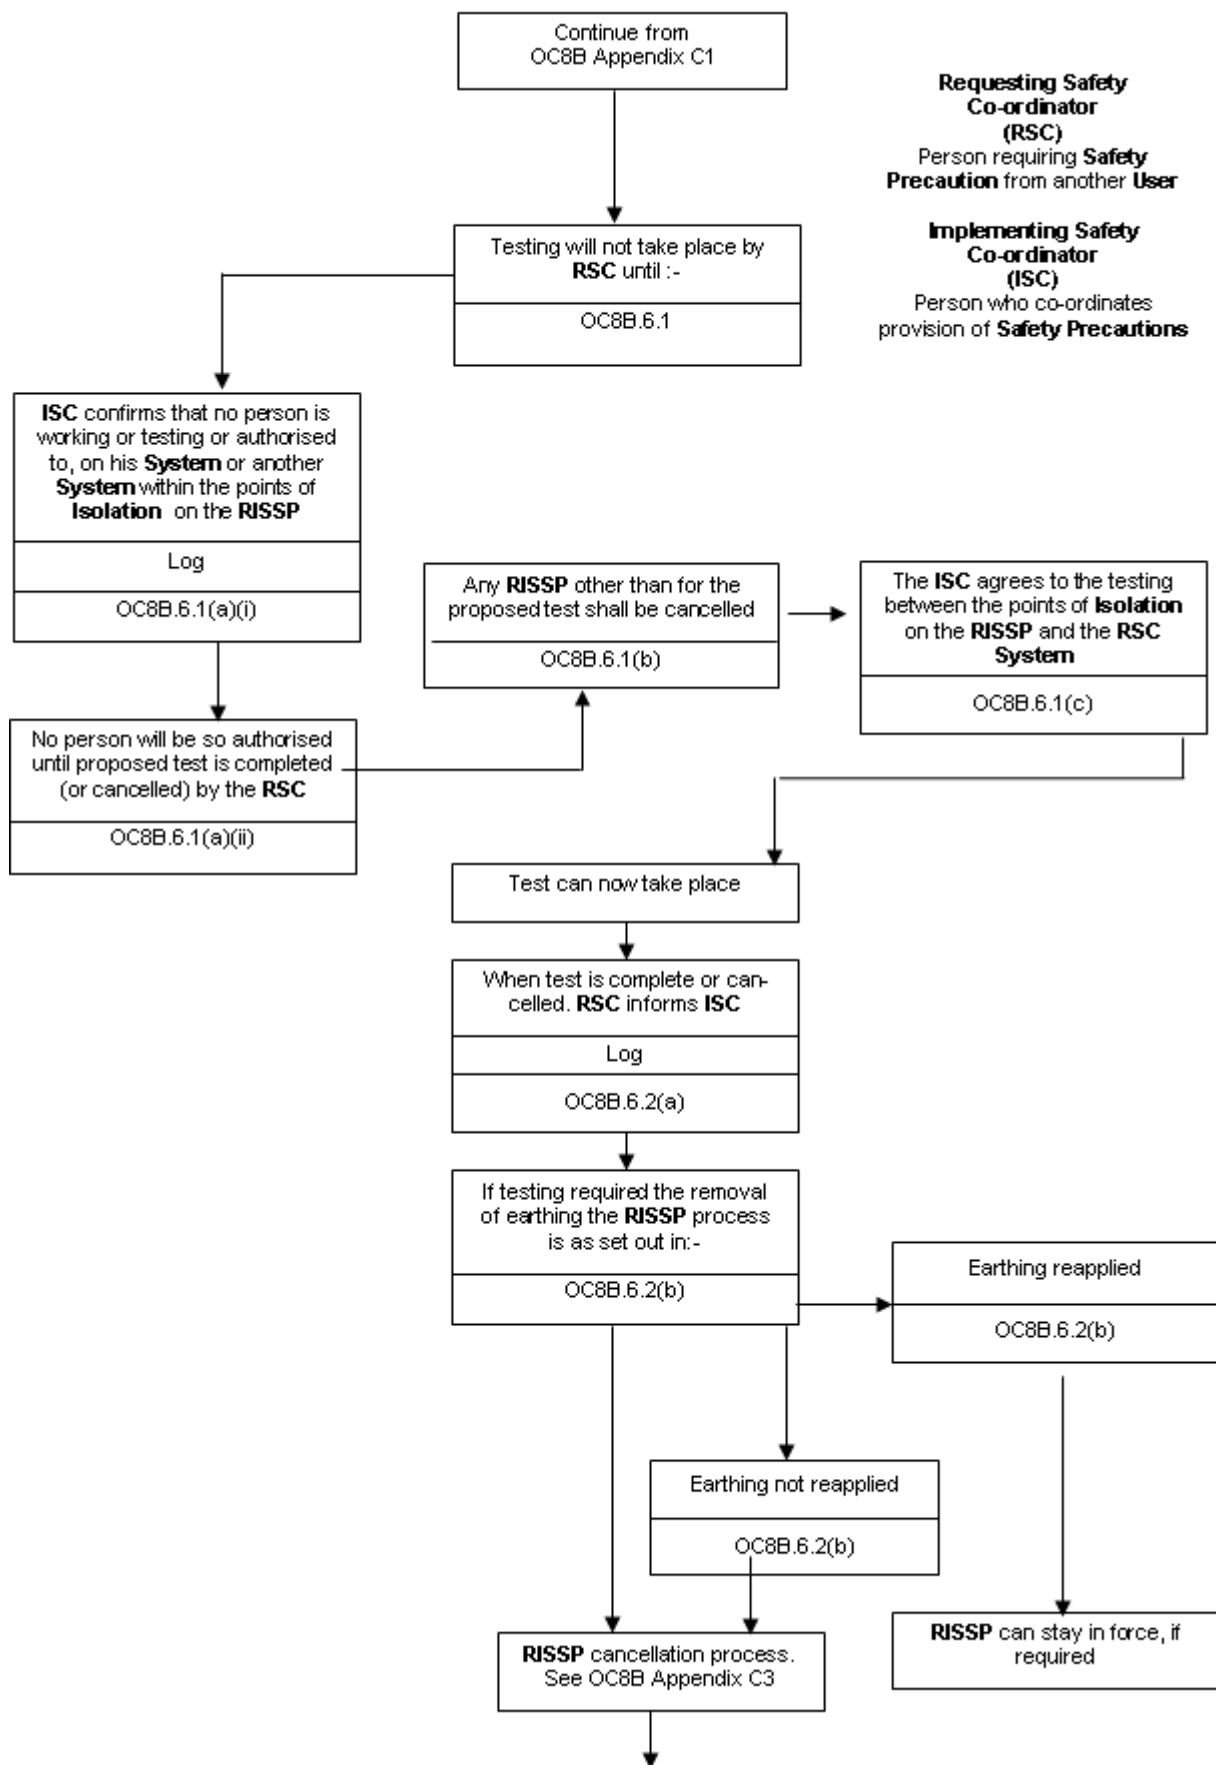 Continue from
OC8B Appendix C1
Requesting Safety
Co-ordinator
(RSC)
Person requiring Safety
Precaution from another User
Implementing Safety
Co-ordinator
(ISC)
Person who co-ordinates
provision of Safety Precautions
Testing will not take place by
RSC until :-
OC8B.6.1
ISC confirms that no person is
working or testing or authorised
to, on his System or another
System within the points of
Isolation on the RISSP
Log
OC8B.6.1(a)(i)
No person will be so authorised
until proposed test is completed
(or cancelled) by the RSC
OC8B.6.1(a)(ii)
Any RISSP other than for the
proposed test shall be cancelled
OC8B.6.1(b)
The ISC agrees to the testing
between the points of Isolation
on the RISSP and the RSC
System
OC8B.6.1(c)
Test can now take place
When test is complete or can-
celled. RSC informs ISC
Log
OC8B.6.2(a)
If testing required the removal
of earthing the RISSP process
is as set out in:-
OC8B.6.2(b)
Earthing reapplied
OC8B.6.2(b)
Earthing not reapplied
OC8B.6.2(b)
RISSP can stay in force, if
required
RISSP cancellation process.
See OC8B Appendix C3